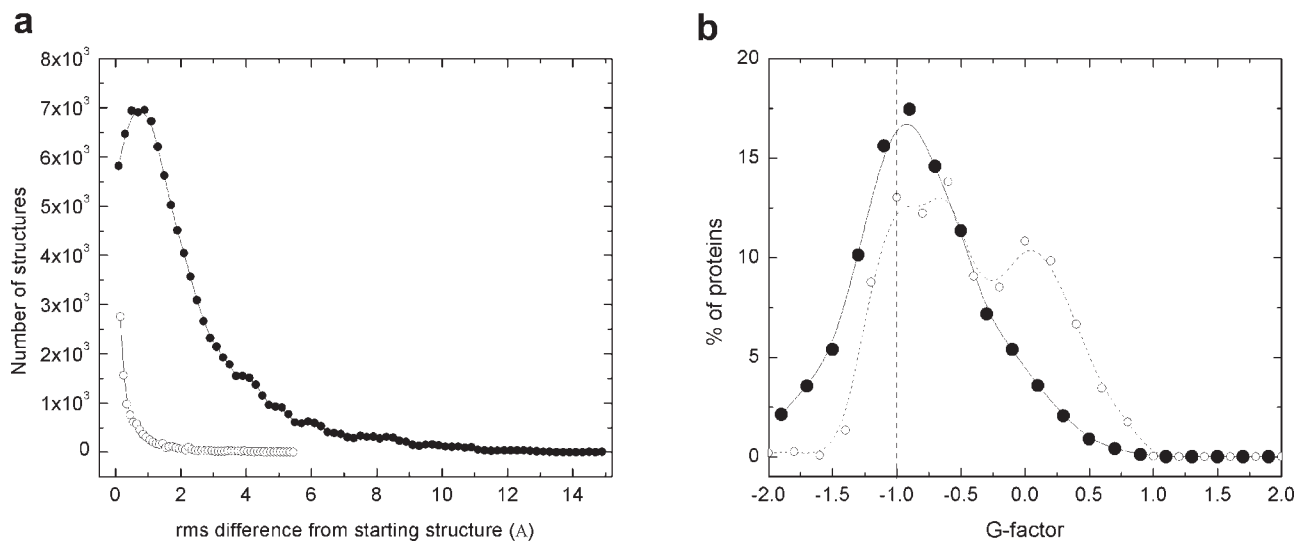 a
8x10³
7x10³
6x10³
5x10³
4x10³
3x10³
2x10³
1x10³
0
Number of structures
0 2 4 6 8 10 12 14
rms difference from starting structure (A)
b
20
15
10
5
0
% of proteins
-2.0 -1.5 -1.0 -0.5 0.0 0.5 1.0 1.5 2.0
G-factor